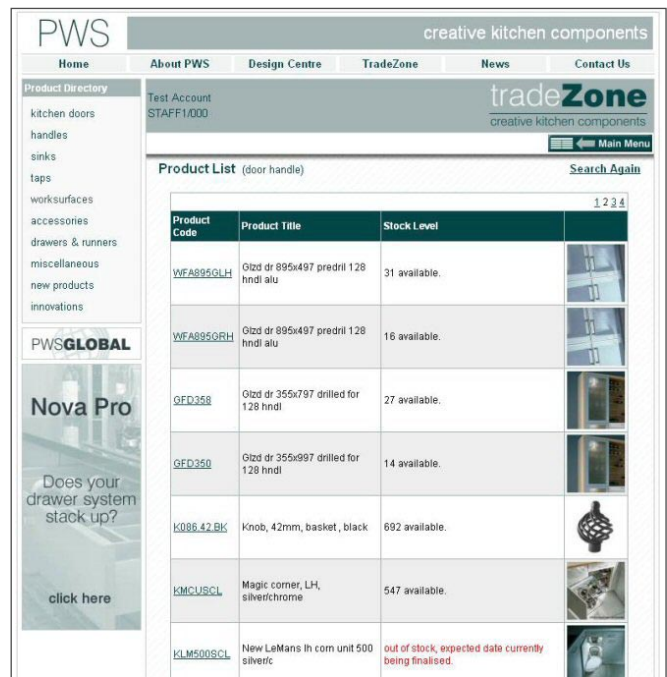 PWS
creative kitchen components
Home About PWS Design Centre TradeZone News Contact Us
Product Directory
kitchen doors
handles
sinks
taps
worksurfaces
accessories
drawers & runners
miscellaneous
new products
innovations
PWSGLOBAL
Nova Pro
Does your
drawer system
stack up?
click here
Test Account
STAFF1/000
tradeZone
creative kitchen components
Main Menu
Product List (door handle)
Search Again
1 2 3 4
Product
Code
Product Title
Stock Level
WFA895GLH
Glzd dr 895x497 predril 128
hndl alu
31 available.
WFA895GRH
Glzd dr 895x497 predril 128
hndl alu
16 available.
GFD358
Glzd dr 355x797 drilled for
128 hndl
27 available.
GFD350
Glzd dr 355x997 drilled for
128 hndl
14 available.
K086.42.BK
Knob, 42mm, basket , black
692 available.
KMCUSCL
Magic corner, LH,
silver/chrome
547 available.
KLM500SCL
New LeMans lh corn unit 500
silver/c
out of stock, expected date currently
being finalised.